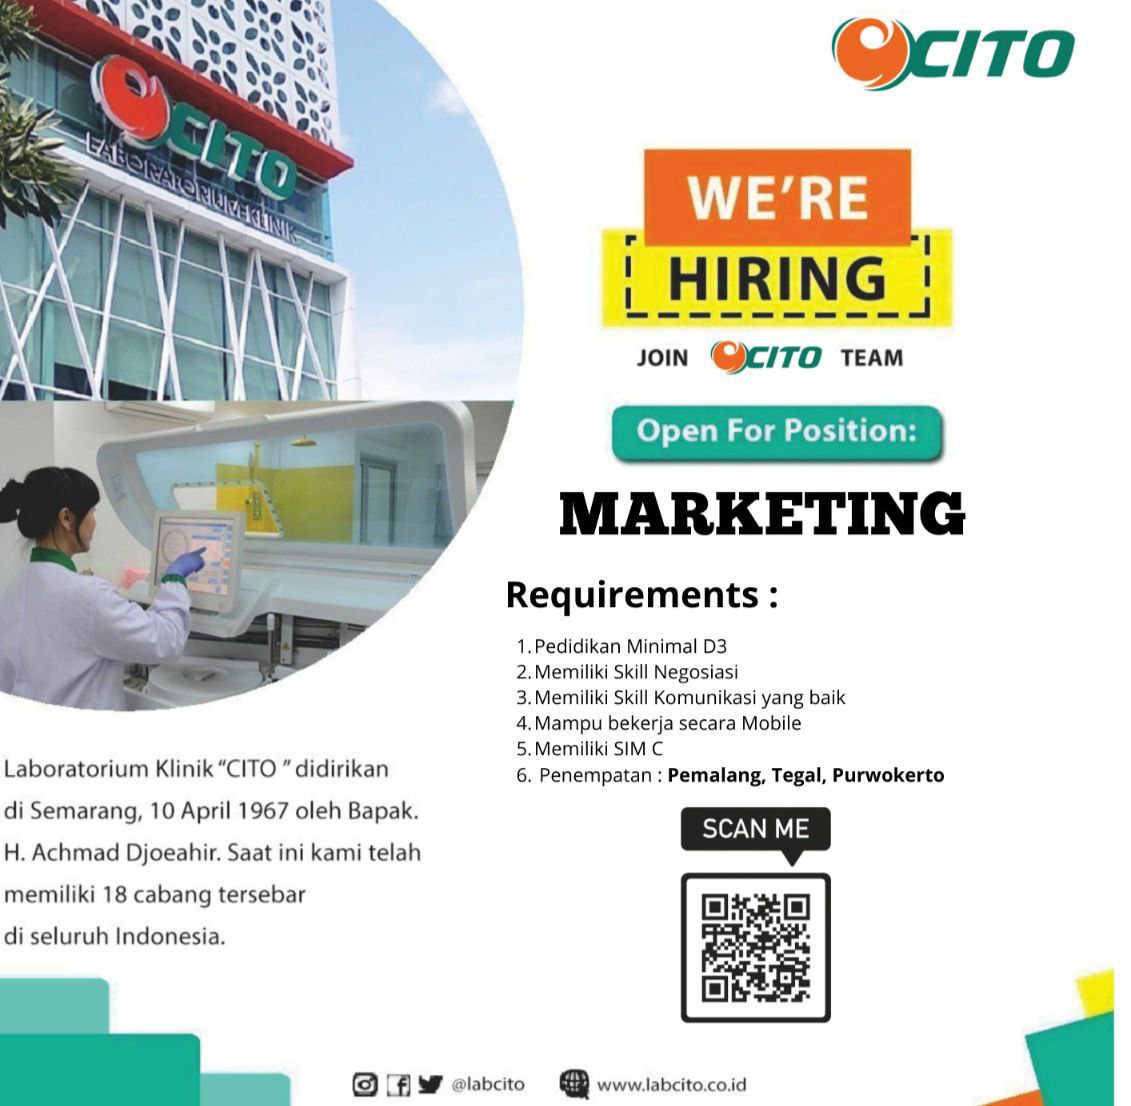 CITO
LABORATORIUM KLINIK
CITO
WE'RE
HIRING
JOIN CITO TEAM
Open For Position:
MARKETING
Requirements :
1. Pedidikan Minimal D3
2. Memiliki Skill Negosiasi
3. Memiliki Skill Komunikasi yang baik
4. Mampu bekerja secara Mobile
5. Memiliki SIM C
6. Penempatan : Pemalang, Tegal, Purwokerto
SCAN ME
Laboratorium Klinik “CITO ” didirikan
di Semarang, 10 April 1967 oleh Bapak.
H. Achmad Djoeahir. Saat ini kami telah
memiliki 18 cabang tersebar
di seluruh Indonesia.
@labcito
www.labcito.co.id